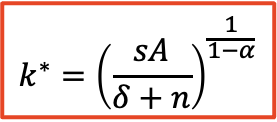 k* = (sA / (δ + n))^(1 / (1−α))